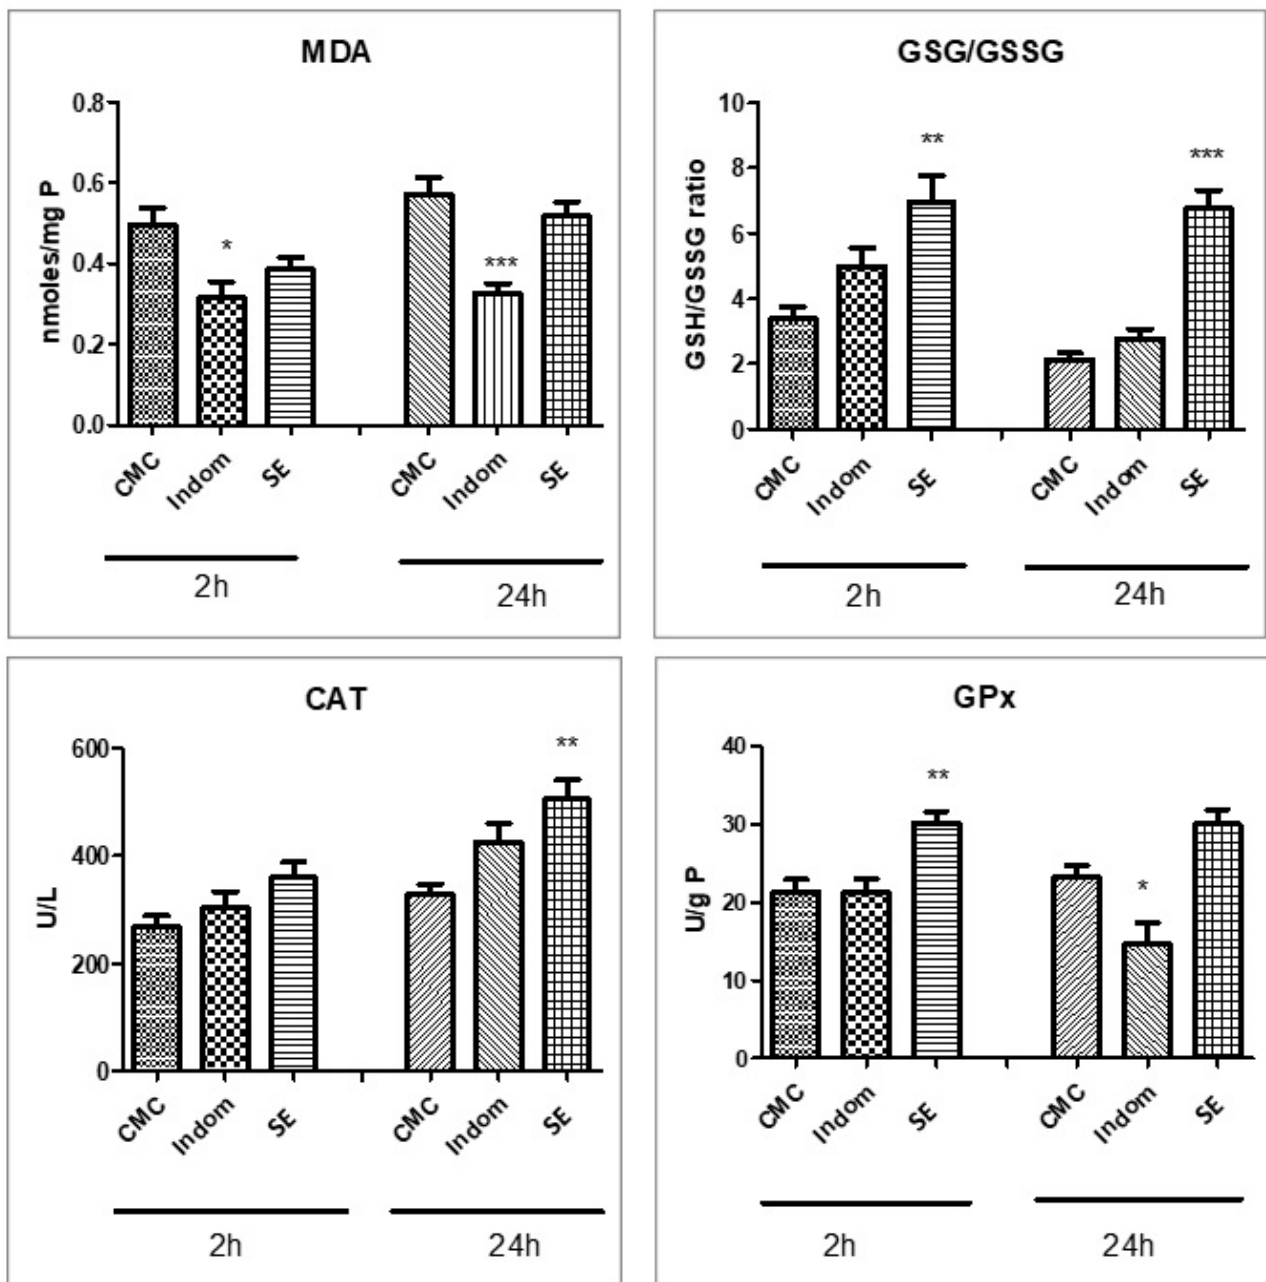 MDA
nmoles/mg P
0.8
0.6
0.4
0.2
0.0
*
***
CMC
Indom
SE
CMC
Indom
SE
2h
24h
GSG/GSSG
GSH/GSSG ratio
10
8
6
4
2
0
**
***
CMC
Indom
SE
CMC
Indom
SE
2h
24h
CAT
U/L
600
400
200
0
**
CMC
Indom
SE
CMC
Indom
SE
2h
24h
GPx
U/g P
40
30
20
10
0
**
*
CMC
Indom
SE
CMC
Indom
SE
2h
24h